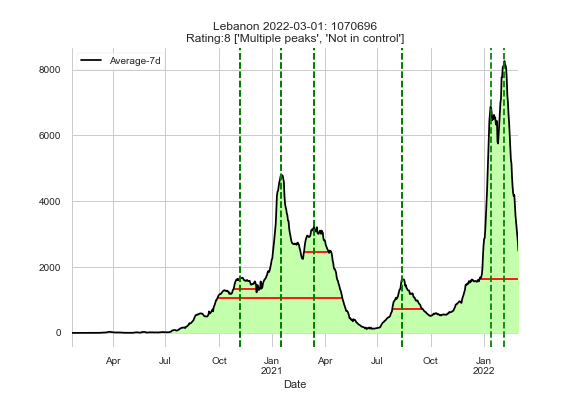 Lebanon 2022-03-01: 1070696
Rating:8 ['Multiple peaks', 'Not in control']
Average-7d
8000
6000
4000
2000
0
Apr Jul Oct Jan Apr Jul Oct Jan
2021 2022
Date